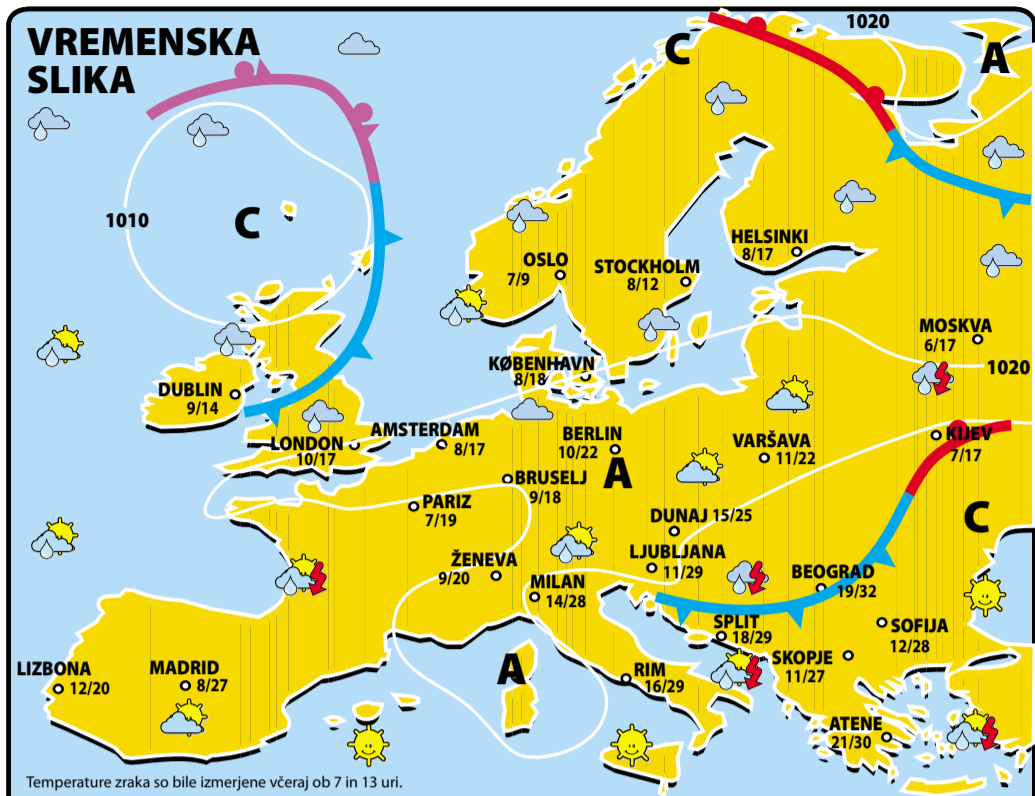 VREMENSKA
SLIKA
1020
C
A
1010
C
HELSINKI
8/17
OSLO
7/9
STOCKHOLM
8/12
MOSKVA
6/17
1020
KØBENHAVN
8/18
DUBLIN
9/14
AMSTERDAM
8/17
LONDON
10/17
BERLIN
10/22
A
VARŠAVA
11/22
KIJEV
7/17
BRUSELJ
9/18
PARIZ
7/19
DUNAJ 15/25
C
LJUBLJANA
11/29
ŽENEVA
9/20
MILAN
14/28
BEOGRAD
19/32
SPLIT
18/29
SOFIJA
12/28
SKOPJE
11/27
LIZBONA
12/20
MADRID
8/27
A
RIM
16/29
ATENE
21/30
Temperature zraka so bile izmerjene včeraj ob 7 in 13 uri.